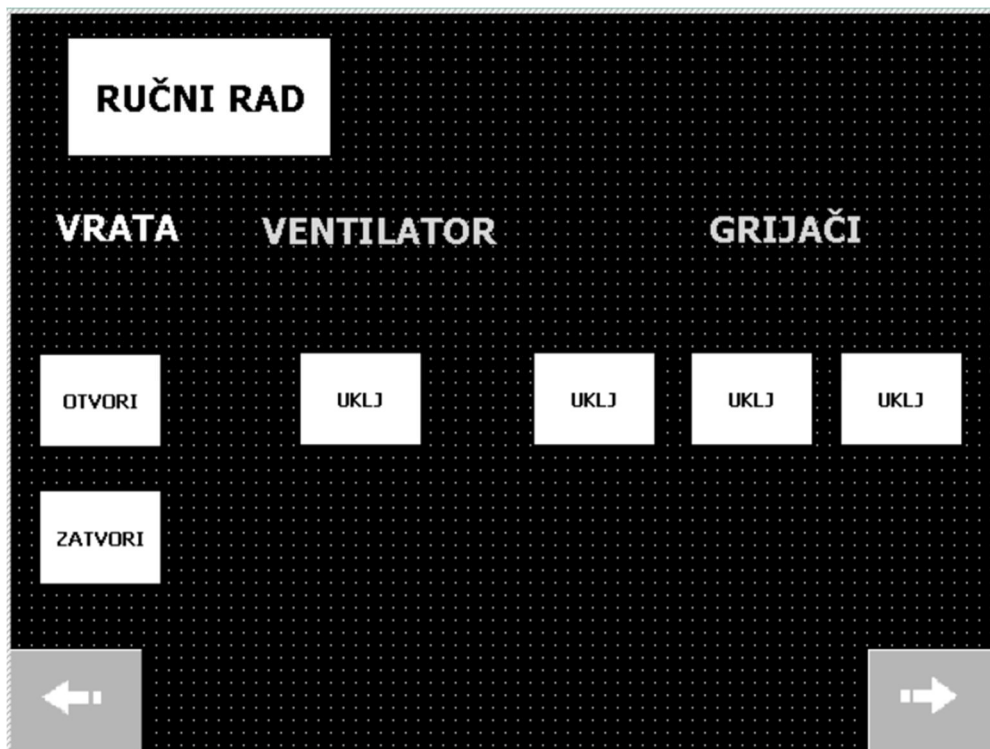 RUČNI RAD
VRATA VENTILATOR GRIJAČI
OTVORI UKLJ UKLJ UKLJ UKLJ
ZATVORI